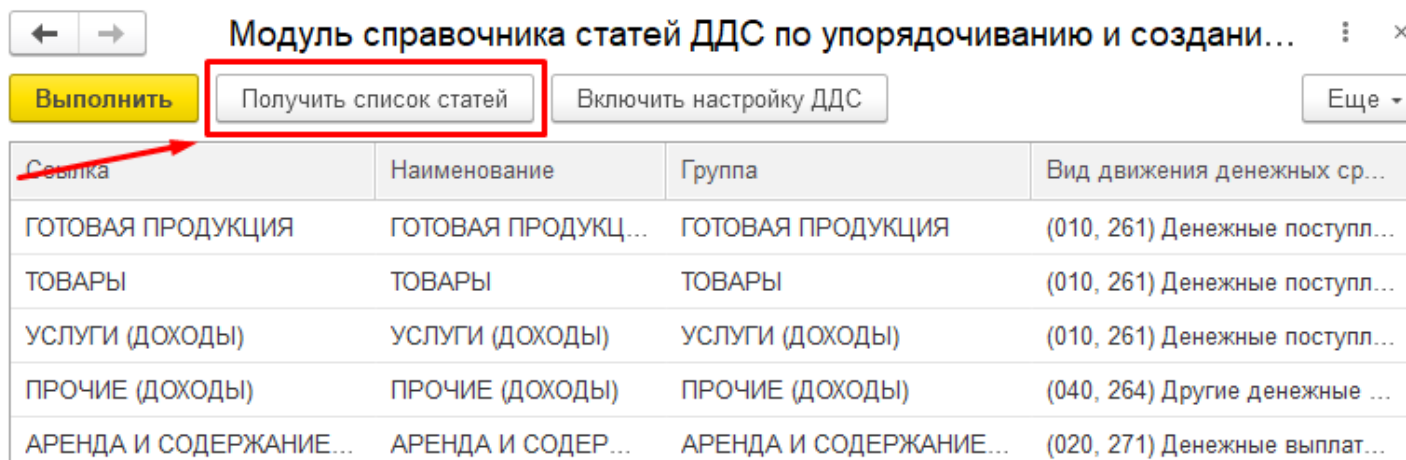 Модуль справочника статей ДДС по упорядочиванию и создани...
Выполнить Получить список статей Включить настройку ДДС Еще
Ссылка Наименование Группа Вид движения денежных ср...
ГОТОВАЯ ПРОДУКЦИЯ ГОТОВАЯ ПРОДУКЦ... ГОТОВАЯ ПРОДУКЦИЯ (010, 261) Денежные поступл...
ТОВАРЫ ТОВАРЫ ТОВАРЫ (010, 261) Денежные поступл...
УСЛУГИ (ДОХОДЫ) УСЛУГИ (ДОХОДЫ) УСЛУГИ (ДОХОДЫ) (010, 261) Денежные поступл...
ПРОЧИЕ (ДОХОДЫ) ПРОЧИЕ (ДОХОДЫ) ПРОЧИЕ (ДОХОДЫ) (040, 264) Другие денежные ...
АРЕНДА И СОДЕРЖАНИЕ... АРЕНДА И СОДЕР... АРЕНДА И СОДЕРЖАНИЕ... (020, 271) Денежные выплат...